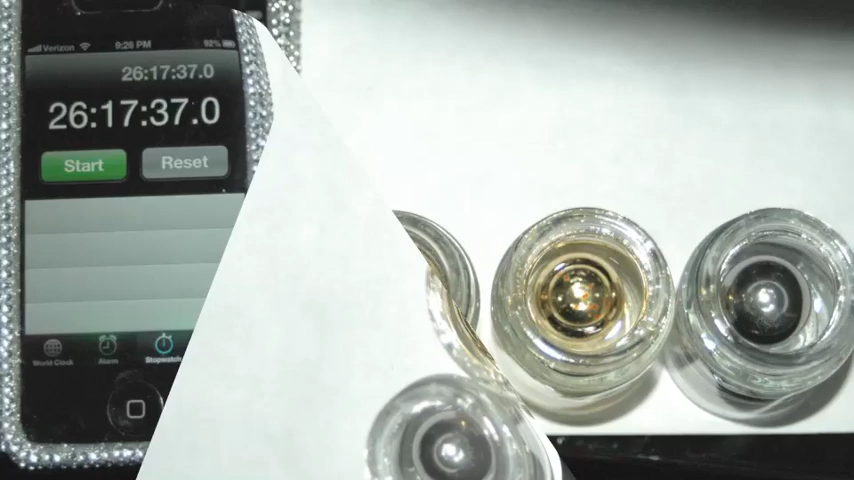 Verizon 9:26 PM 92%
26:17:37.0
26:17:37.0
Start Reset
World Clock Alarm Stopwatch